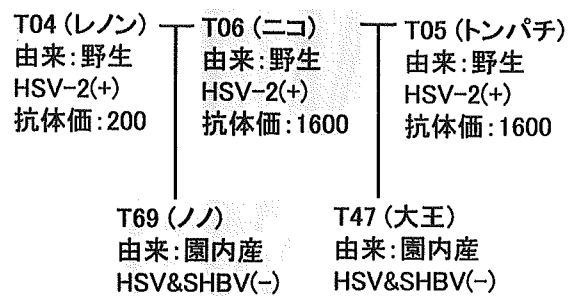 T04 (レノン)
由来:野生
HSV-2(+)
抗体価:200
T06 (ニコ)
由来:野生
HSV-2(+)
抗体価:1600
T05 (トンパチ)
由来:野生
HSV-2(+)
抗体価:1600
T69 (ノノ)
由来:園内産
HSV&SHBV(-)
T47 (大王)
由来:園内産
HSV&SHBV(-)